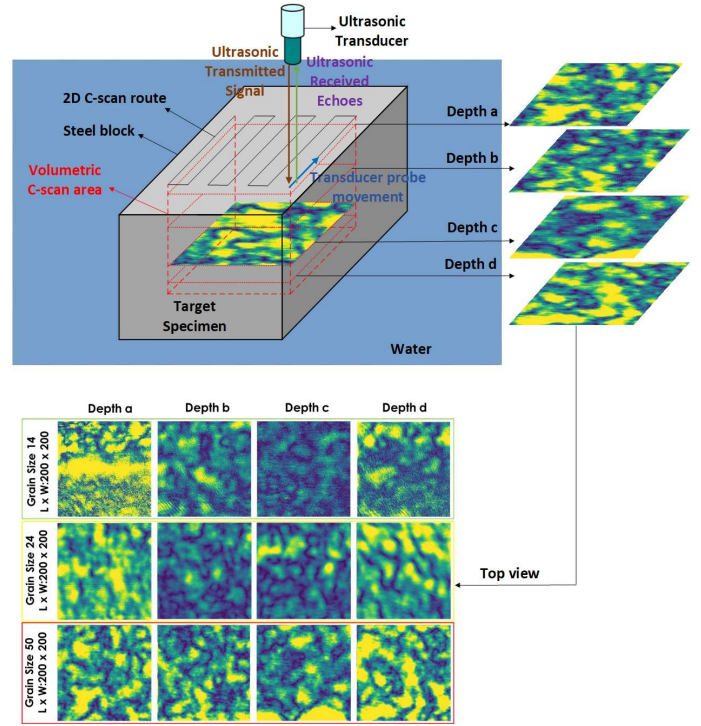 Ultrasonic
Transducer
Ultrasonic
Transmitted
Signal
Ultrasonic
Received
Echoes
2D C-scan route
Steel block
Volumetric
C-scan area
Transducer probe
movement
Target
Specimen
Water
Depth a
Depth b
Depth c
Depth d
Top view
Depth a
Depth b
Depth c
Depth d
Grain Size 14
L x W:200 x 200
Grain Size 24
L x W:200 x 200
Grain Size 50
L x W:200 x 200